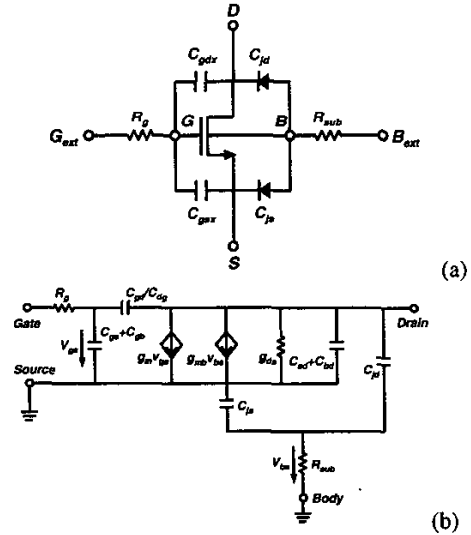 D
C_gdx C_jd
G_ext R_g G B R_sub B_ext
C_gsx C_js
S
(a)
R_g C_gd/C_dg
Gate Drain
V_gs C_gs+C_gb g_m v_gs g_mb v_bs g_ds C_sd+C_bd C_jd
Source
C_js
V_bs R_sub
Body
(b)